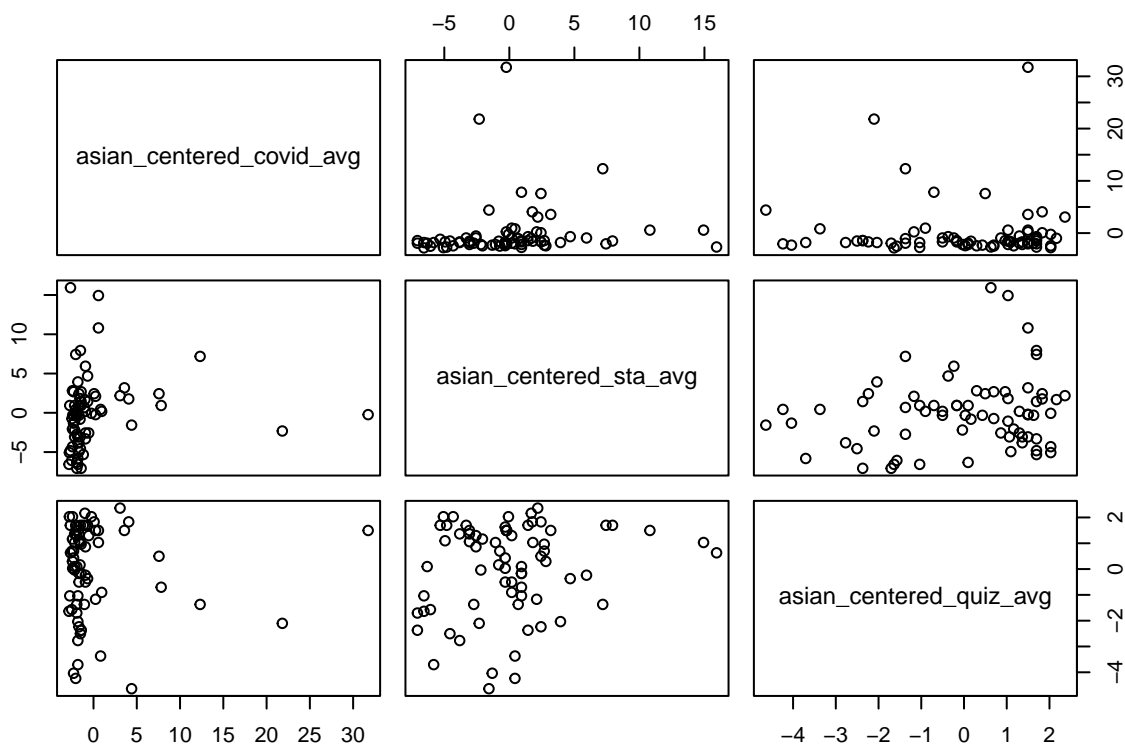 −5 0 5 10 15
asian_centered_covid_avg
0 10 20 30
−5 0 5 10
asian_centered_sta_avg
asian_centered_quiz_avg
−4 −2 0 2
0 5 10 15 20 25 30
−4 −3 −2 −1 0 1 2